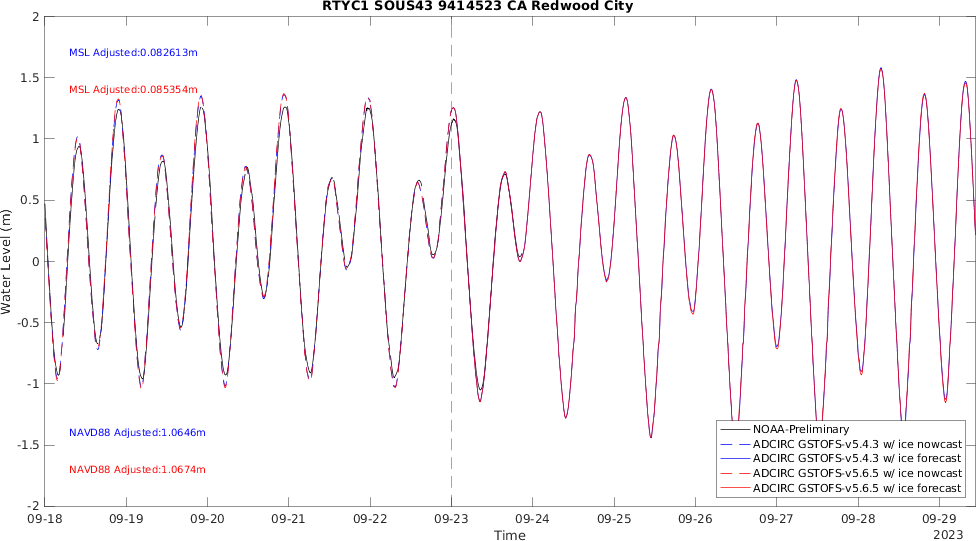 RTYC1 SOUS43 9414523 CA Redwood City
2
1.5
1
0.5
0
-0.5
-1
-1.5
-2
Water Level (m)
MSL Adjusted:0.082613m
MSL Adjusted:0.085354m
NAVD88 Adjusted:1.0646m
NAVD88 Adjusted:1.0674m
NOAA-Preliminary
ADCIRC GSTOFS-v5.4.3 w/ ice nowcast
ADCIRC GSTOFS-v5.4.3 w/ ice forecast
ADCIRC GSTOFS-v5.6.5 w/ ice nowcast
ADCIRC GSTOFS-v5.6.5 w/ ice forecast
09-18 09-19 09-20 09-21 09-22 09-23 09-24 09-25 09-26 09-27 09-28 09-29
Time
2023